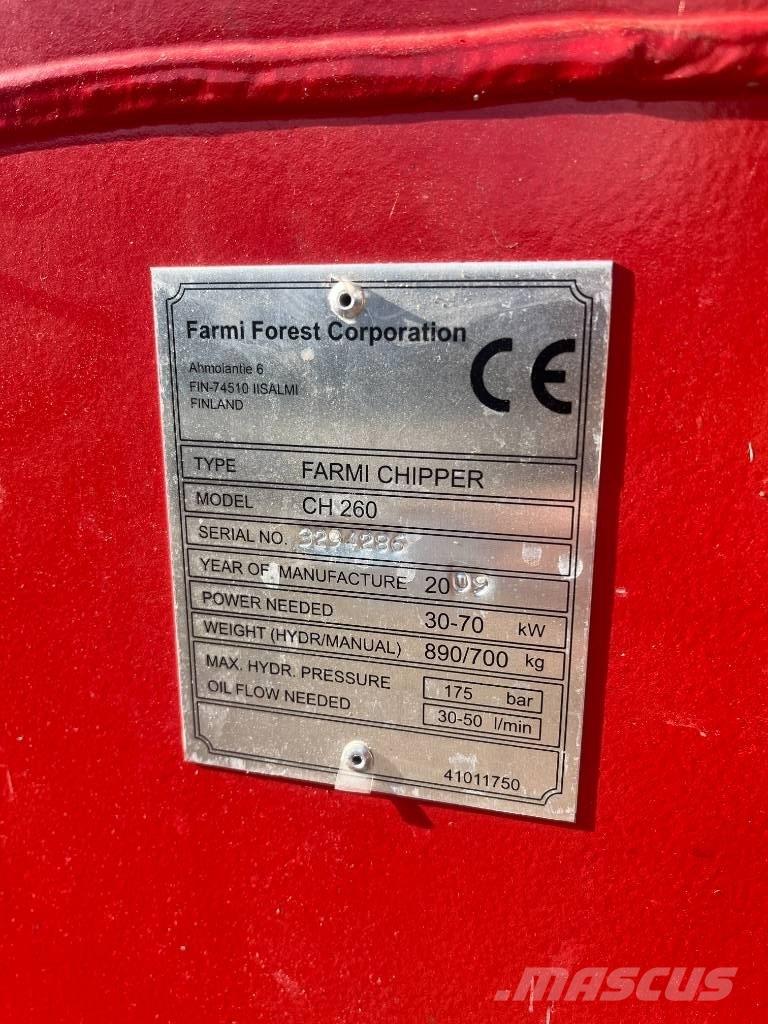 Farmi Forest Corporation
Ahmolantie 6
FIN-74510 IISALMI
FINLAND
CE
TYPE FARMI CHIPPER
MODEL CH 260
SERIAL NO. 3294286
YEAR OF MANUFACTURE 2009
POWER NEEDED 30-70 kW
WEIGHT (HYDR/MANUAL) 890/700 kg
MAX. HYDR. PRESSURE 175 bar
OIL FLOW NEEDED 30-50 l/min
41011750
MASCUS